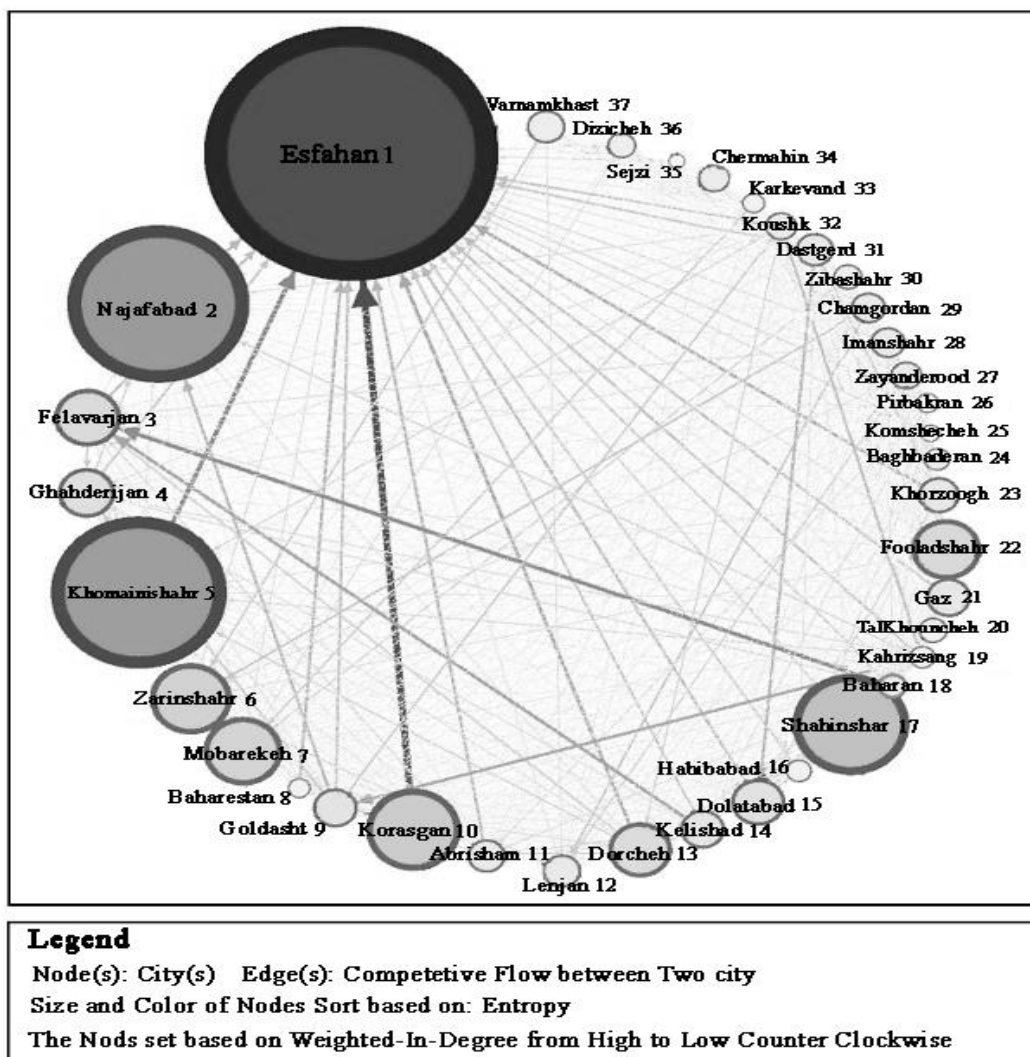 Esfahan 1
Najafabad 2
Felavarjan 3
Ghahderijan 4
Khomainishahr 5
Zarinshahr 6
Mobarekeh 7
Baharestan 8
Goldasht 9
Korasgan 10
Abrisham 11
Lenjan 12
Dorcheh 13
Kelishad 14
Dolatabad 15
Habibabad 16
Shahinshar 17
Baharan 18
Kahrizsang 19
TalKhouncheh 20
Gaz 21
Fooladshahr 22
Khorzoogh 23
Baghbaderan 24
Komshecheh 25
Pirbakran 26
Zayanderood 27
Imanshahr 28
Chamgordan 29
Zibashahr 30
Dastgerd 31
Koushk 32
Karkevand 33
Chermahin 34
Sejzi 35
Dizicheh 36
Varnamkhast 37
Legend
Node(s): City(s) Edge(s): Competetive Flow between Two city
Size and Color of Nodes Sort based on: Entropy
The Nods set based on Weighted-In-Degree from High to Low Counter Clockwise